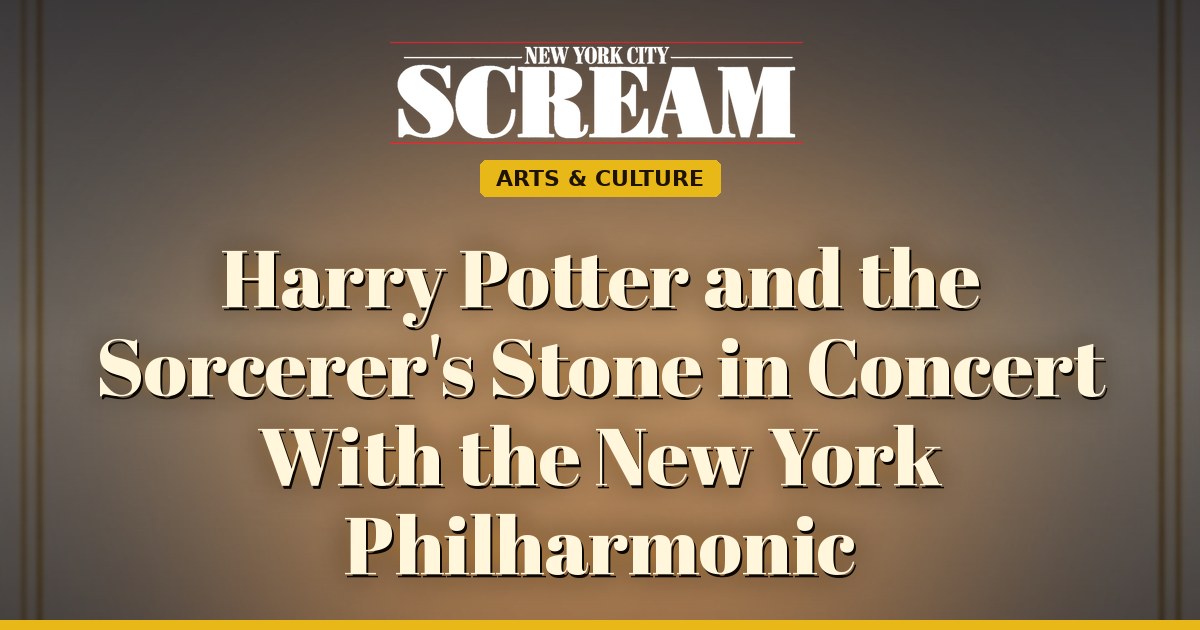 NEW YORK CITY
SCREAM
ARTS & CULTURE
Harry Potter and the
Sorcerer's Stone in Concert
With the New York
Philharmonic